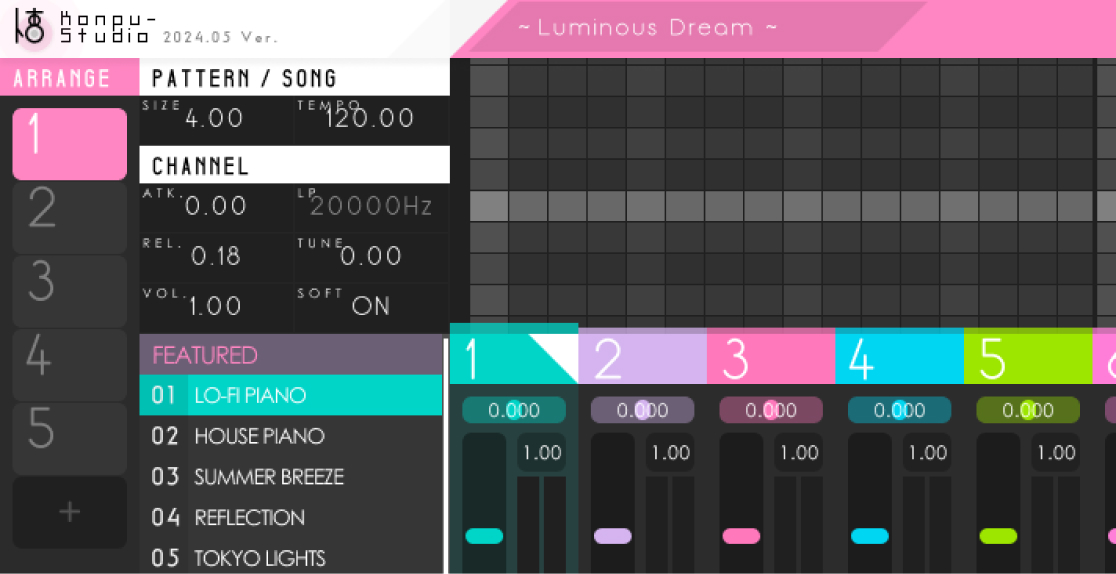 は konpu-
studio 2024.05 Ver.
~ Luminous Dream ~
ARRANGE
1
2
3
4
5
+
PATTERN / SONG
SIZE 4.00 TEMPO 120.00
CHANNEL
ATK. 0.00 LP 20000Hz
REL. 0.18 TUNE 0.00
VOL. 1.00 SOFT ON
FEATURED
01 LO-FI PIANO
02 HOUSE PIANO
03 SUMMER BREEZE
04 REFLECTION
05 TOKYO LIGHTS
1 2 3 4 5 6
0.000 0.000 0.000 0.000 0.000
1.00 1.00 1.00 1.00 1.00